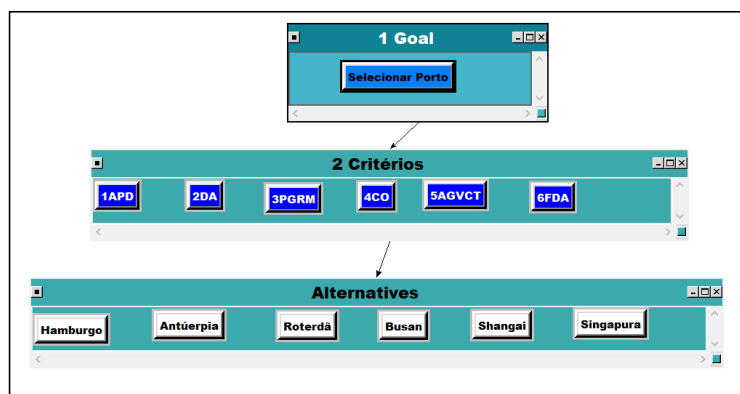 1 Goal
Selecionar Porto
2 Critérios
1APD 2DA 3PGRM 4CO 5AGVCT 6FDA
Alternatives
Hamburgo Antúerpia Roterdã Busan Shangai Singapura